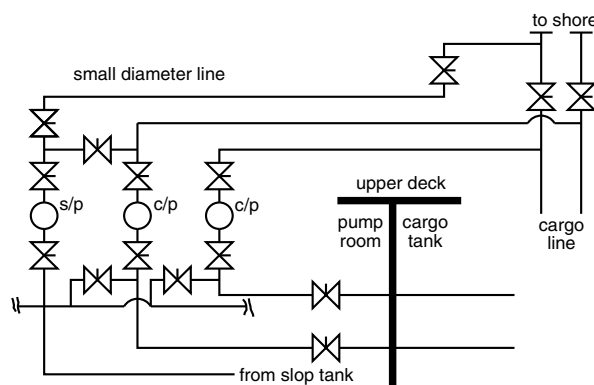 to shore
small diameter line
s/p
c/p
c/p
upper deck
pump
room
cargo
tank
cargo
line
from slop tank